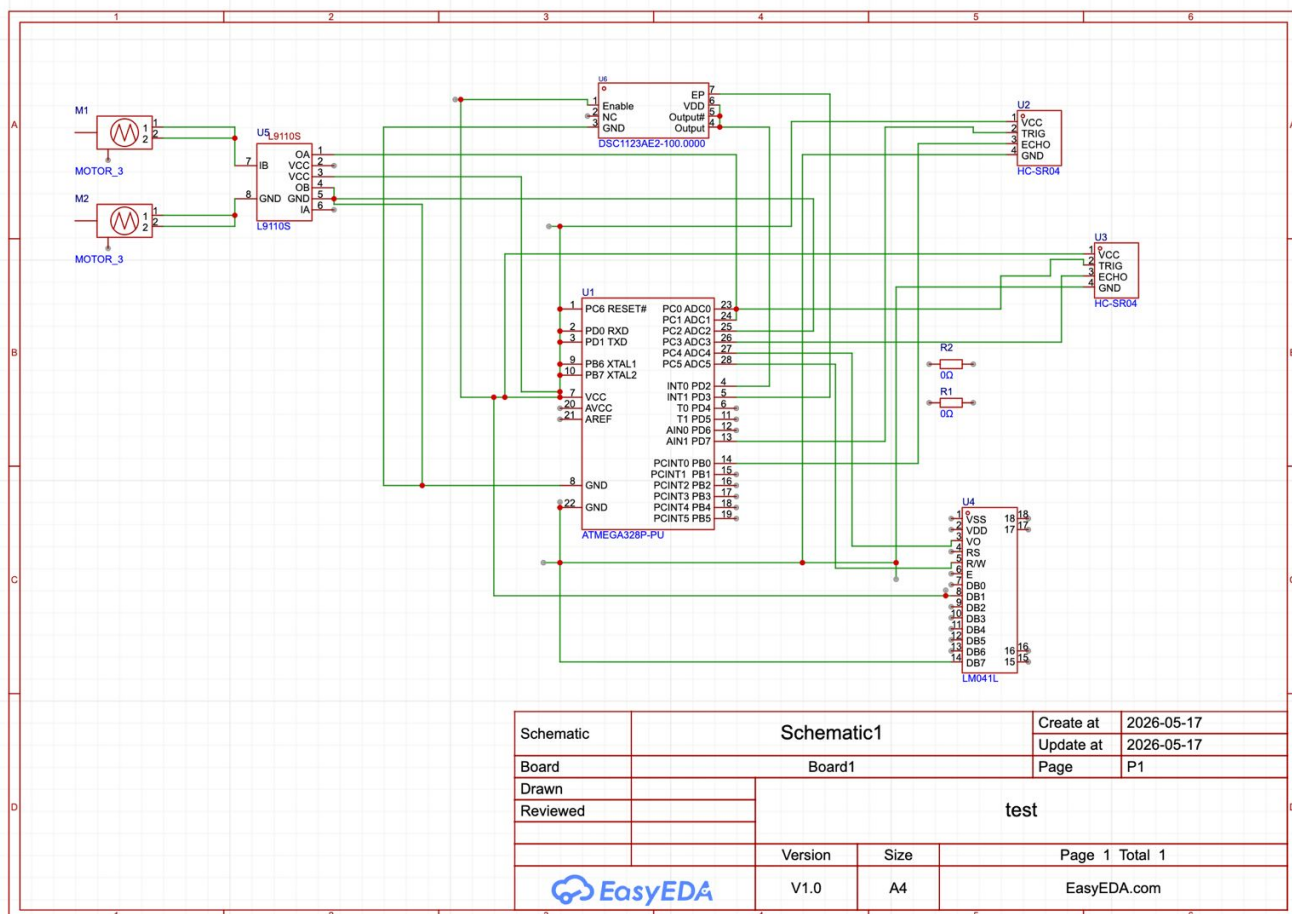 1 2 3 4 5 6
A
B
C
D
M1
1
2
MOTOR_3
M2
1
2
MOTOR_3
U5
L9110S
7 IB
8 GND
OA 1
VCC 2
VCC 3
OB 4
GND 5
IA 6
L9110S
U6
1 Enable
2 NC
3 GND
EP 7
VDD 6
Output# 5
Output 4
DSC1123AE2-100.0000
U2
1 VCC
2 TRIG
3 ECHO
4 GND
HC-SR04
U3
1 VCC
2 TRIG
3 ECHO
4 GND
HC-SR04
U1
1 PC6 RESET#
2 PD0 RXD
3 PD1 TXD
9 PB6 XTAL1
10 PB7 XTAL2
7 VCC
20 AVCC
21 AREF
8 GND
22 GND
PC0 ADC0 23
PC1 ADC1 24
PC2 ADC2 25
PC3 ADC3 26
PC4 ADC4 27
PC5 ADC5 28
INT0 PD2 4
INT1 PD3 5
T0 PD4 6
T1 PD5 11
AIN0 PD6 12
AIN1 PD7 13
PCINT0 PB0 14
PCINT1 PB1 15
PCINT2 PB2 16
PCINT3 PB3 17
PCINT4 PB4 18
PCINT5 PB5 19
ATMEGA328P-PU
R2
0Ω
R1
0Ω
U4
1 VSS
2 VDD
3 VO
4 RS
5 R/W
6 E
7 DB0
8 DB1
9 DB2
10 DB3
11 DB4
12 DB5
13 DB6
14 DB7
18 18
17 17
16 16
15 15
LM041L
Schematic Schematic1 Create at 2026-05-17
Update at 2026-05-17
Board Board1 Page P1
Drawn
Reviewed
test
Version Size Page 1 Total 1
EasyEDA V1.0 A4 EasyEDA.com
1 2 3 4 5 6